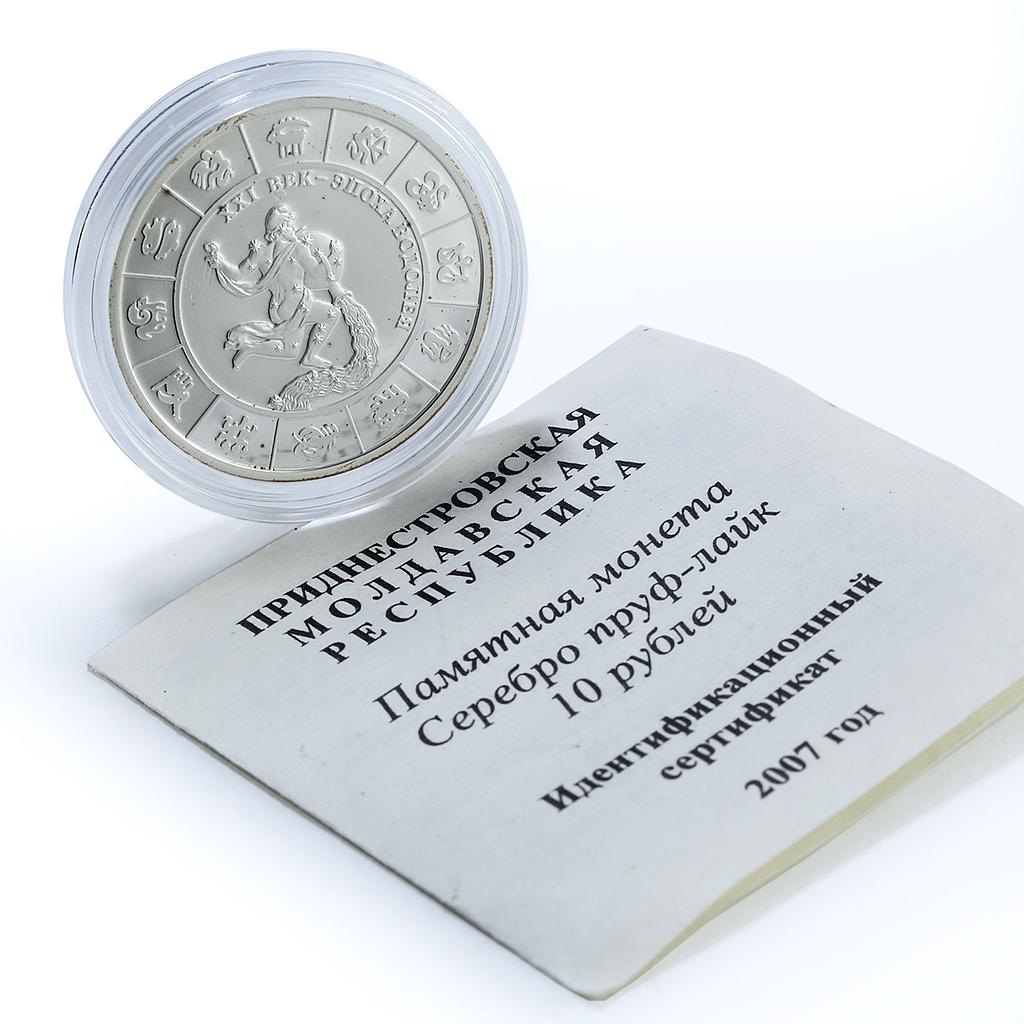 XXI ВЕК-ЭПОХА ВОДОЛЕЯ
ПРИДНЕСТРОВСКАЯ
МОЛДАВСКАЯ
РЕСПУБЛИКА
Памятная монета
Серебро пруф-лайк
10 рублей
Идентификационный
сертификат
2007 год